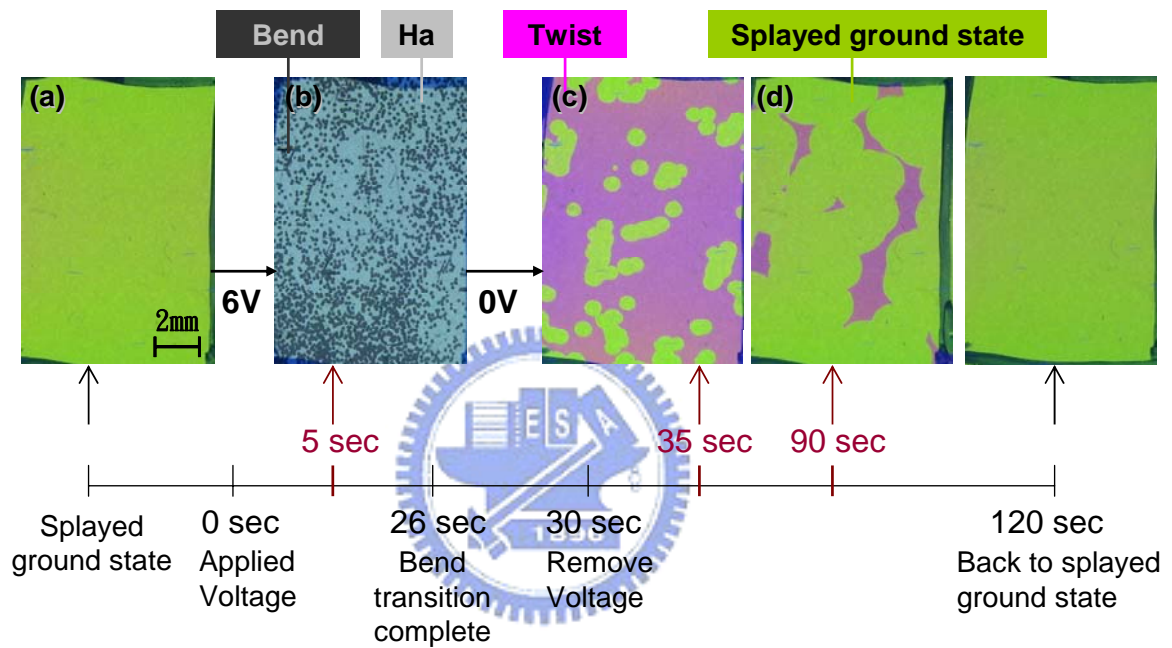 Bend
Ha
Twist
Splayed ground state
(a)
(b)
(c)
(d)
6V
0V
2mm
E S A
5 sec
35 sec
90 sec
1896
Splayed
ground state
0 sec
Applied
Voltage
26 sec
Bend
transition
complete
30 sec
Remove
Voltage
120 sec
Back to splayed
ground state